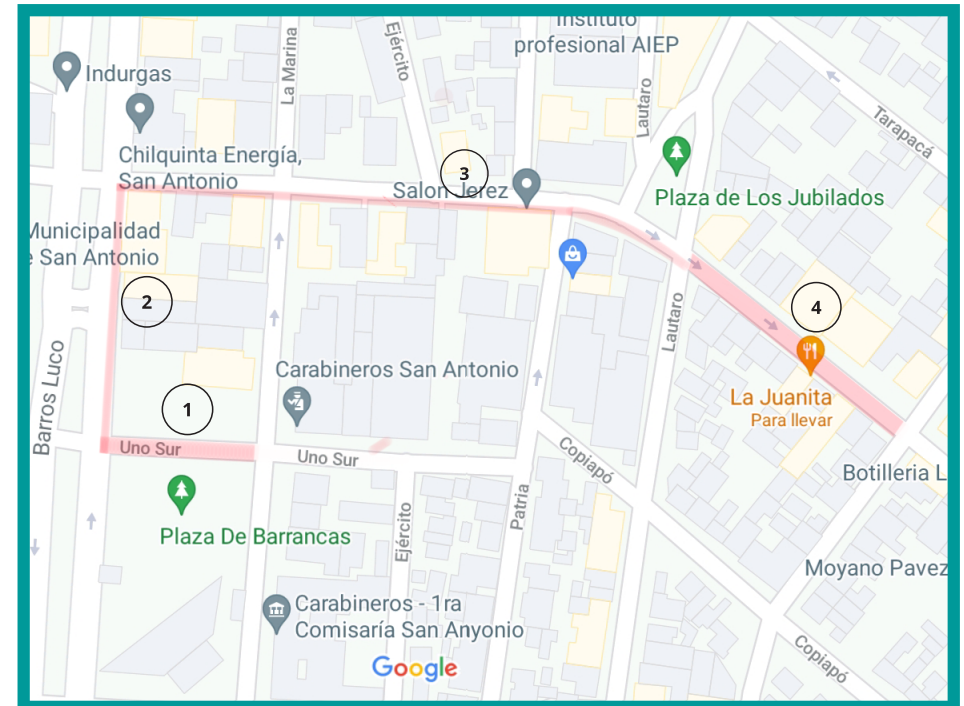 Instituto
profesional AIEP
Ejército
La Marina
Indurgas
Lautaro
Tarapacá
Chilquinta Energía,
San Antonio
3
Salon Jerez
Plaza de Los Jubilados
Municipalidad
e San Antonio
2
4
Lautaro
Barros Luco
Carabineros San Antonio
1
La Juanita
Para llevar
Uno Sur
Uno Sur
Copiapó
Botilleria L
Patria
Ejército
Plaza De Barrancas
Moyano Pavez
Carabineros - 1ra
Comisaría San Anyonio
Copiapó
Google